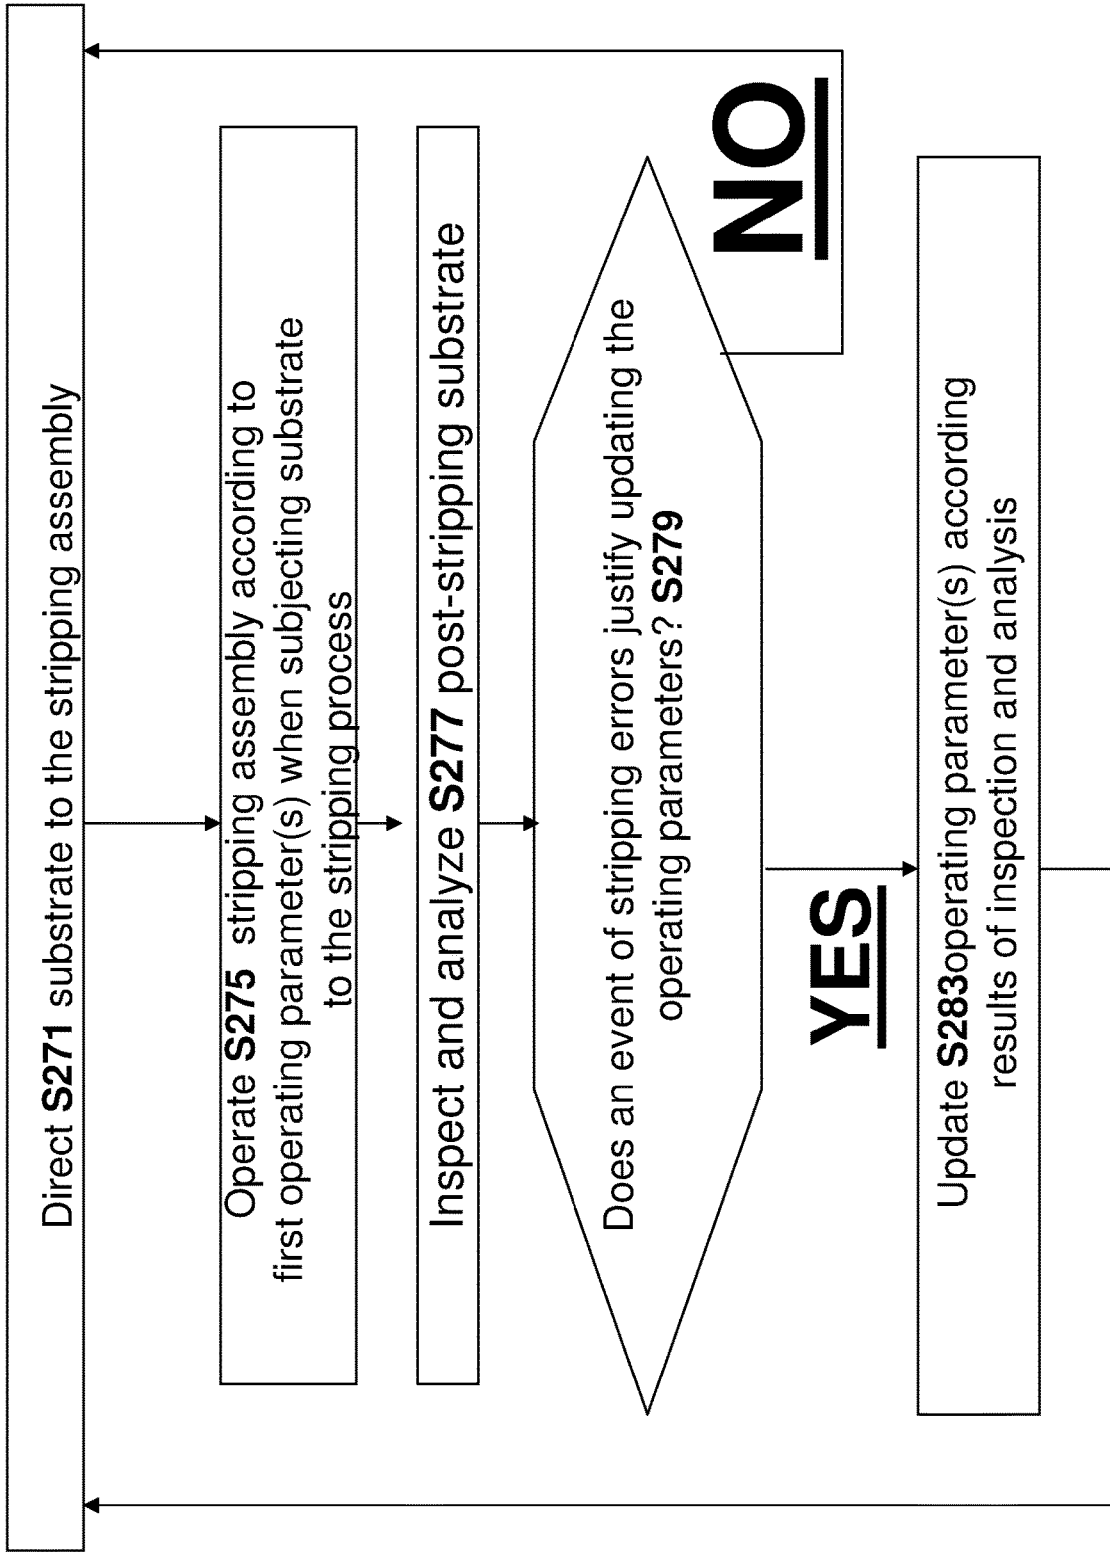 Direct S271 substrate to the stripping assembly
Operate S275 stripping assembly according to
first operating parameter(s) when subjecting substrate
to the stripping process
Inspect and analyze S277 post-stripping substrate
Does an event of stripping errors justify updating the
operating parameters? S279
NO
YES
Update S283operating parameter(s) according
results of inspection and analysis